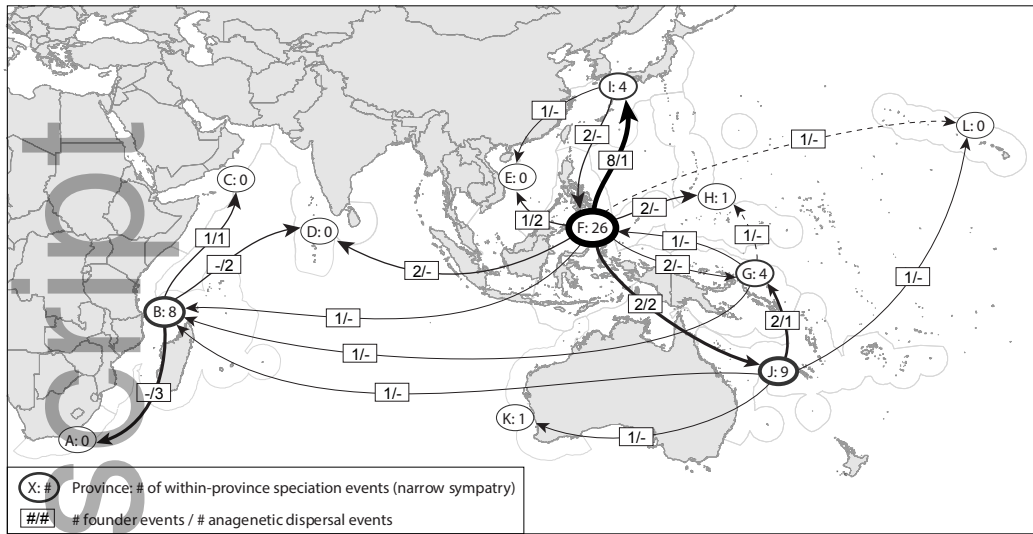 I: 4
L: 0
1/-
1/-
2/-
8/1
C: 0
E: 0
H: 1
2/-
1/2
D: 0
F: 26
1/1
1/-
1/-
-/2
2/-
2/-
G: 4
1/-
B: 8
1/-
2/2
2/1
1/-
J: 9
-/3
1/-
K: 1
A: 0
1/-
X: # Province: # of within-province speciation events (narrow sympatry)
#/# # founder events / # anagenetic dispersal events